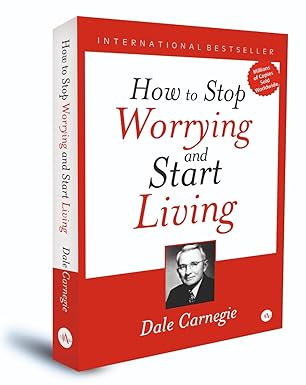 INTERNATIONAL BESTSELLER
How to Stop
Worrying
and
Start
Living
Millions
of Copies
Sold
Worldwide
Dale Carnegie
How to Stop Worrying and Start Living
Dale Carnegie